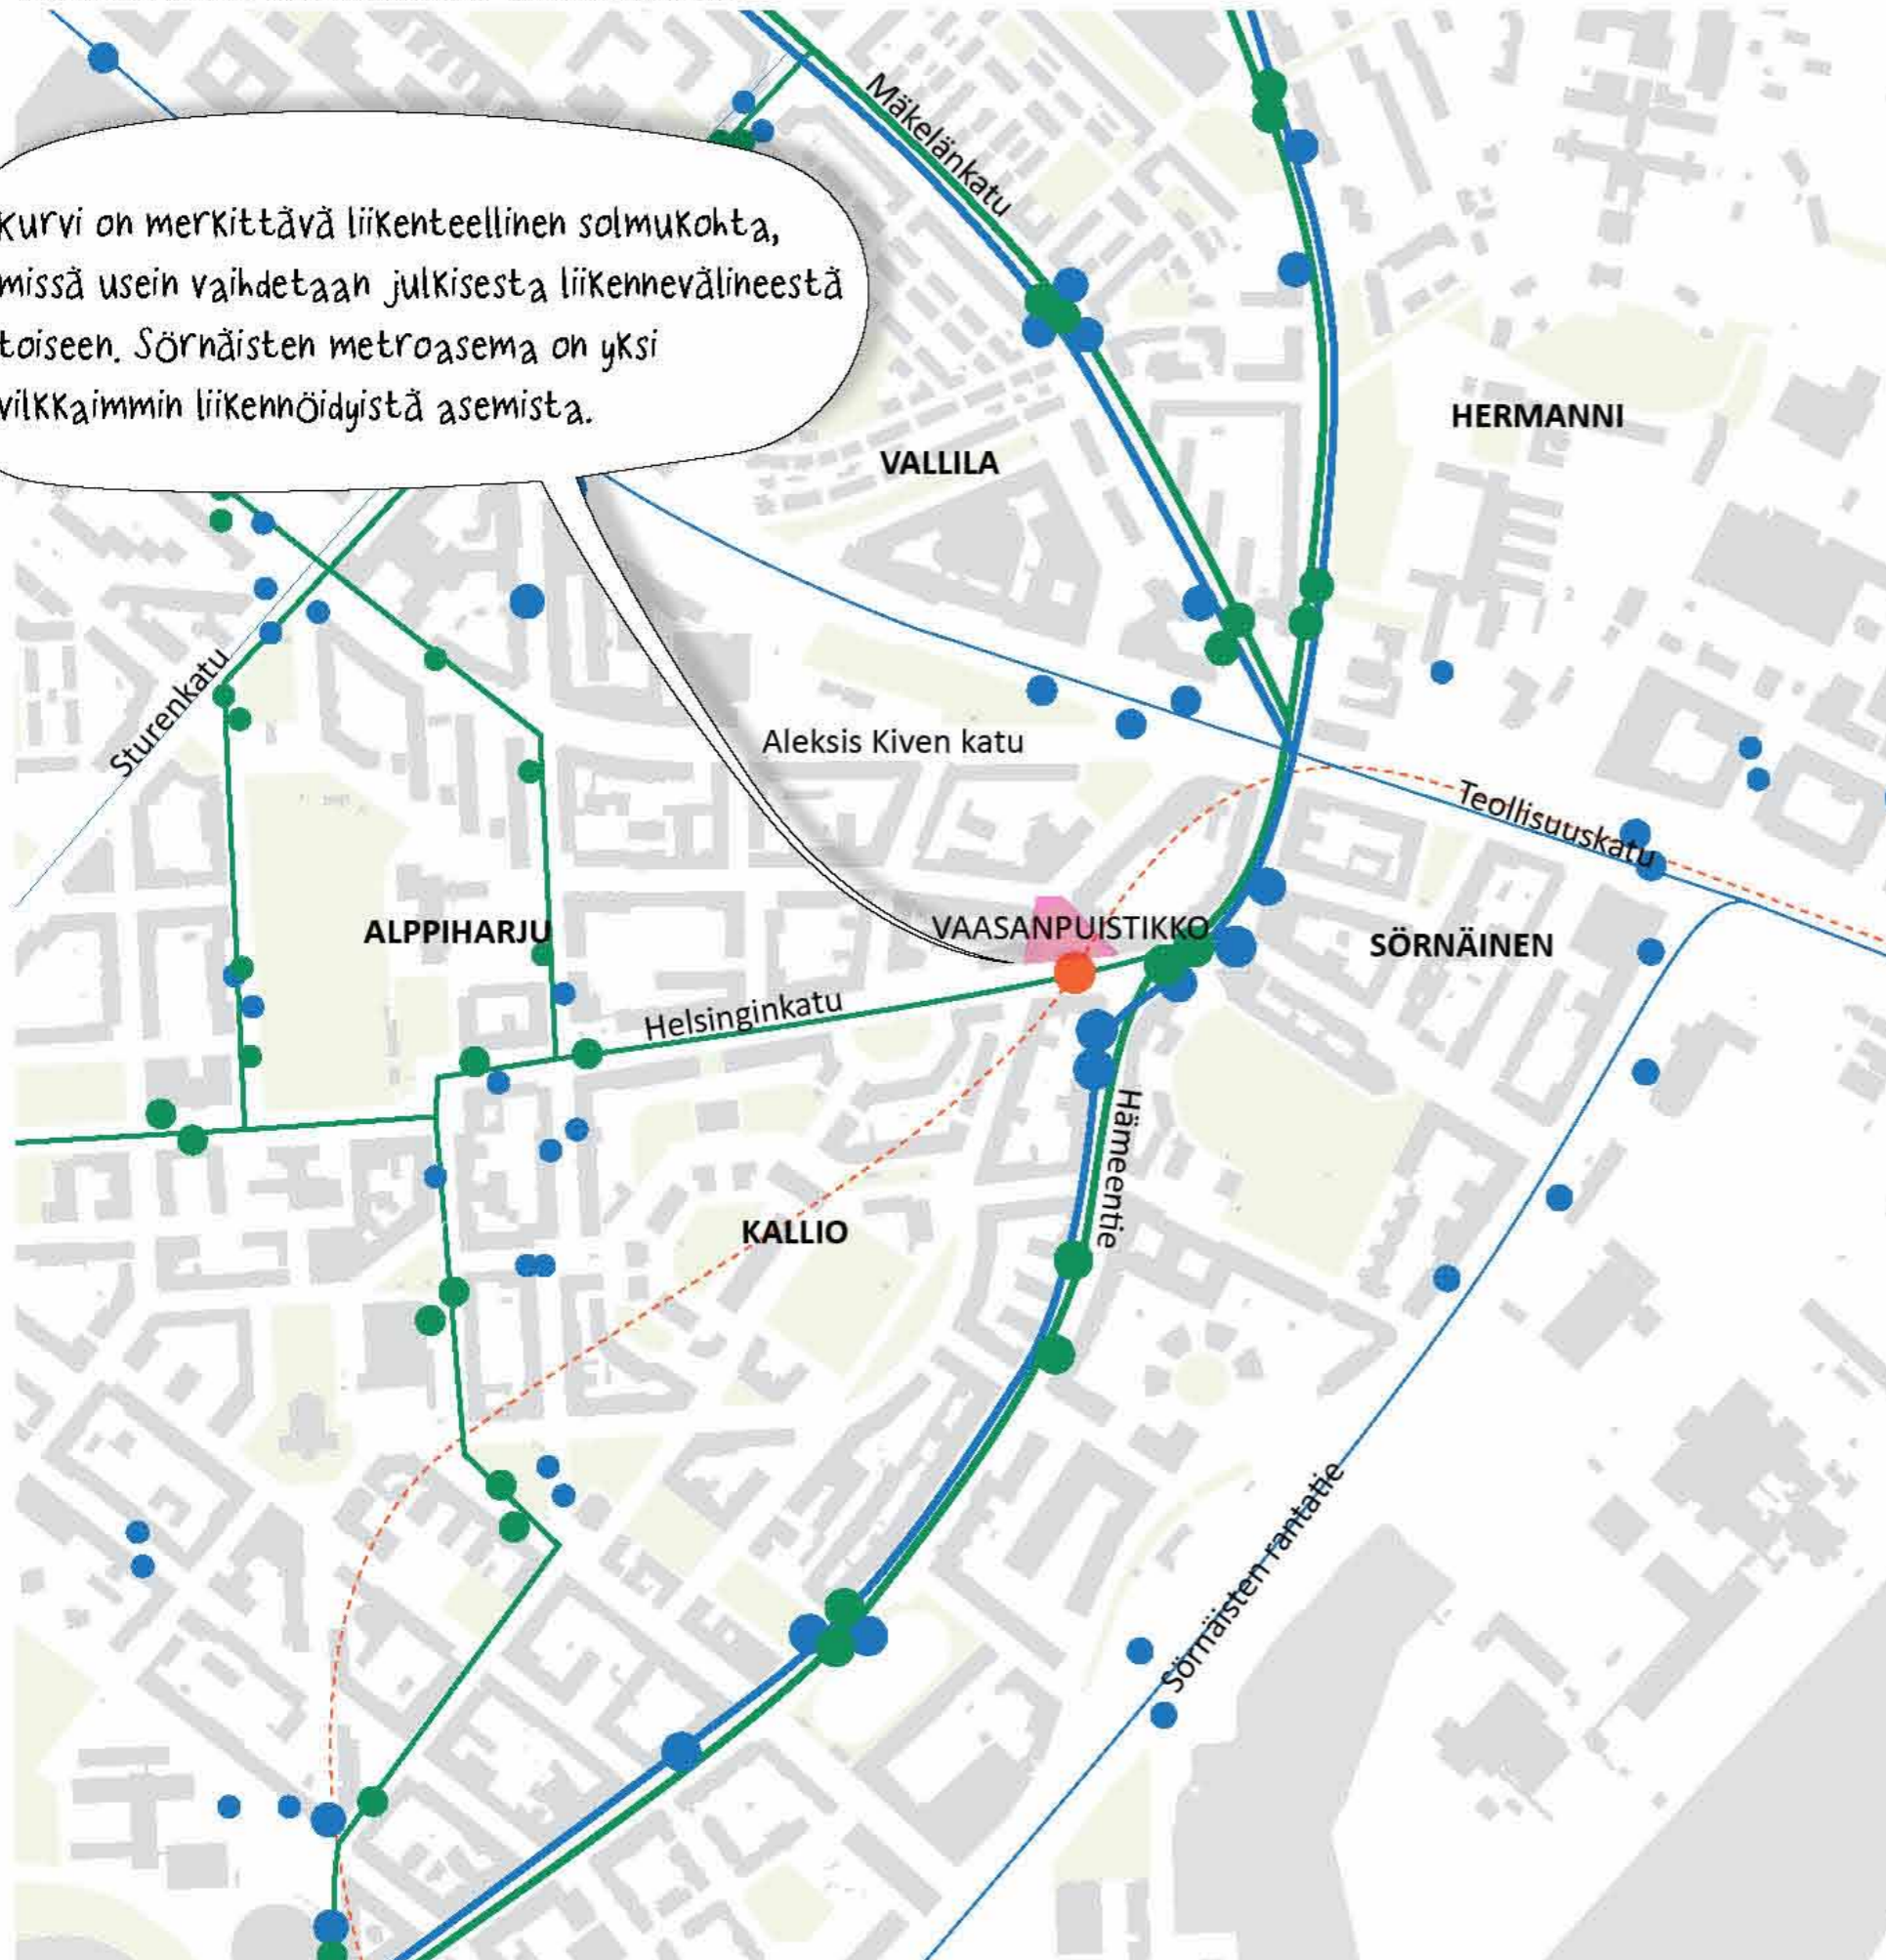 Mäkelänkatu
Kurvi on merkittävä liikenteellinen solmukohta,
missä usein vaihdetaan julkisesta liikennevälineestä
toiseen. Sörnäisten metroasema on yksi
vilkkaimmin liikennöidyistä asemista.
HERMANNI
VALLILA
Sturenkatu
Aleksis Kiven katu
Teollisuuskatu
ALPPIHARJU
VAASANPUISTIKKO
SÖRNÄINEN
Helsinginkatu
Hämeentie
KALLIO
Sörnäisten rantatie